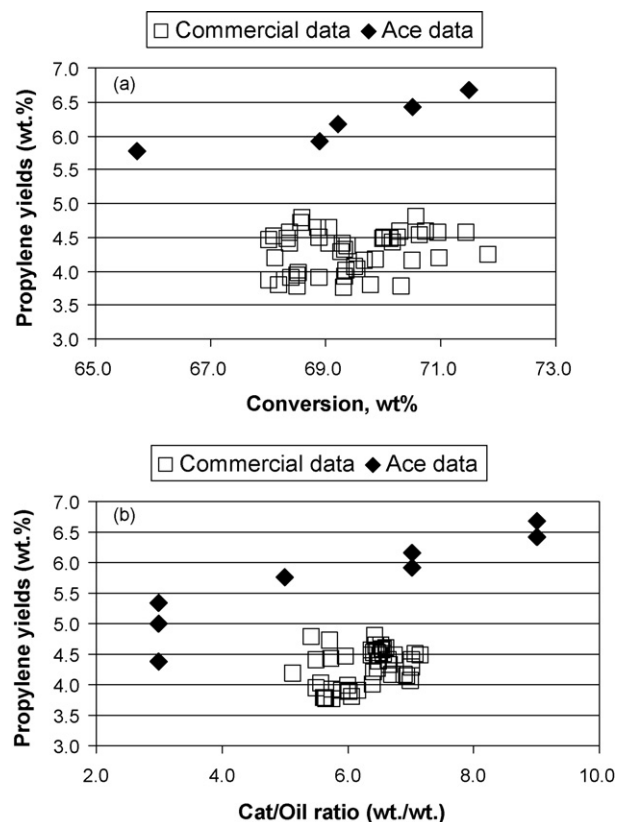 □ Commercial data ◆ Ace data
(a)
Propylene yields (wt.%)
7.0
6.5
6.0
5.5
5.0
4.5
4.0
3.5
3.0
65.0 67.0 69.0 71.0 73.0
Conversion, wt%
□ Commercial data ◆ Ace data
(b)
Propylene yields (wt.%)
7.0
6.5
6.0
5.5
5.0
4.5
4.0
3.5
3.0
2.0 4.0 6.0 8.0 10.0
Cat/Oil ratio (wt./wt.)